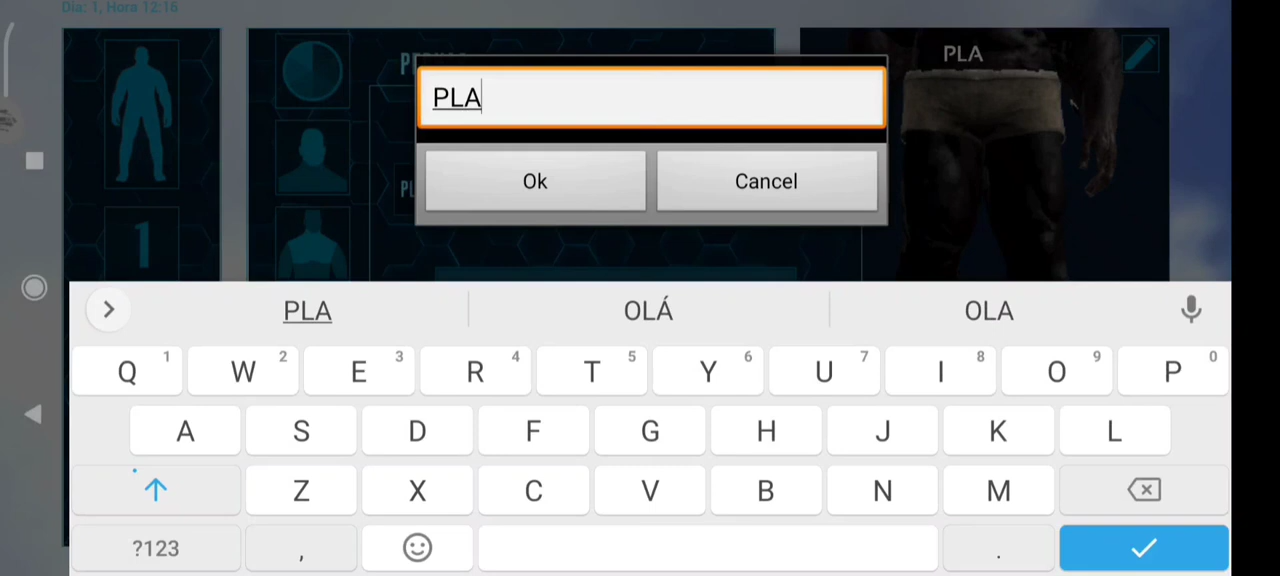 Dia: 1, Hora 12:16
PLA
PLA
Ok
Cancel
1
PLA
OLÁ
OLA
Q 1 W 2 E 3 R 4 T 5 Y 6 U 7 I 8 O 9 P 0
A S D F G H J K L
Z X C V B N M
?123 , .